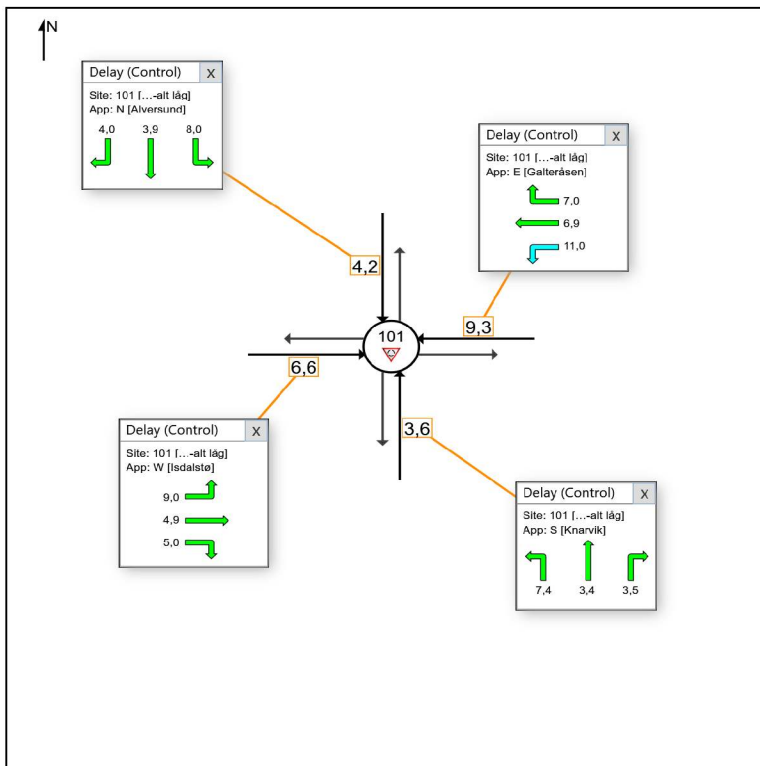 N
Delay (Control) X
Site: 101 [...-alt låg]
App: N [Alversund]
4,0 3,9 8,0
Delay (Control) X
Site: 101 [...-alt låg]
App: E [Galteråsen]
7,0
6,9
11,0
4,2
9,3
101
6,6
3,6
Delay (Control) X
Site: 101 [...-alt låg]
App: W [Isdalstø]
9,0
4,9
5,0
Delay (Control) X
Site: 101 [...-alt låg]
App: S [Knarvik]
7,4 3,4 3,5